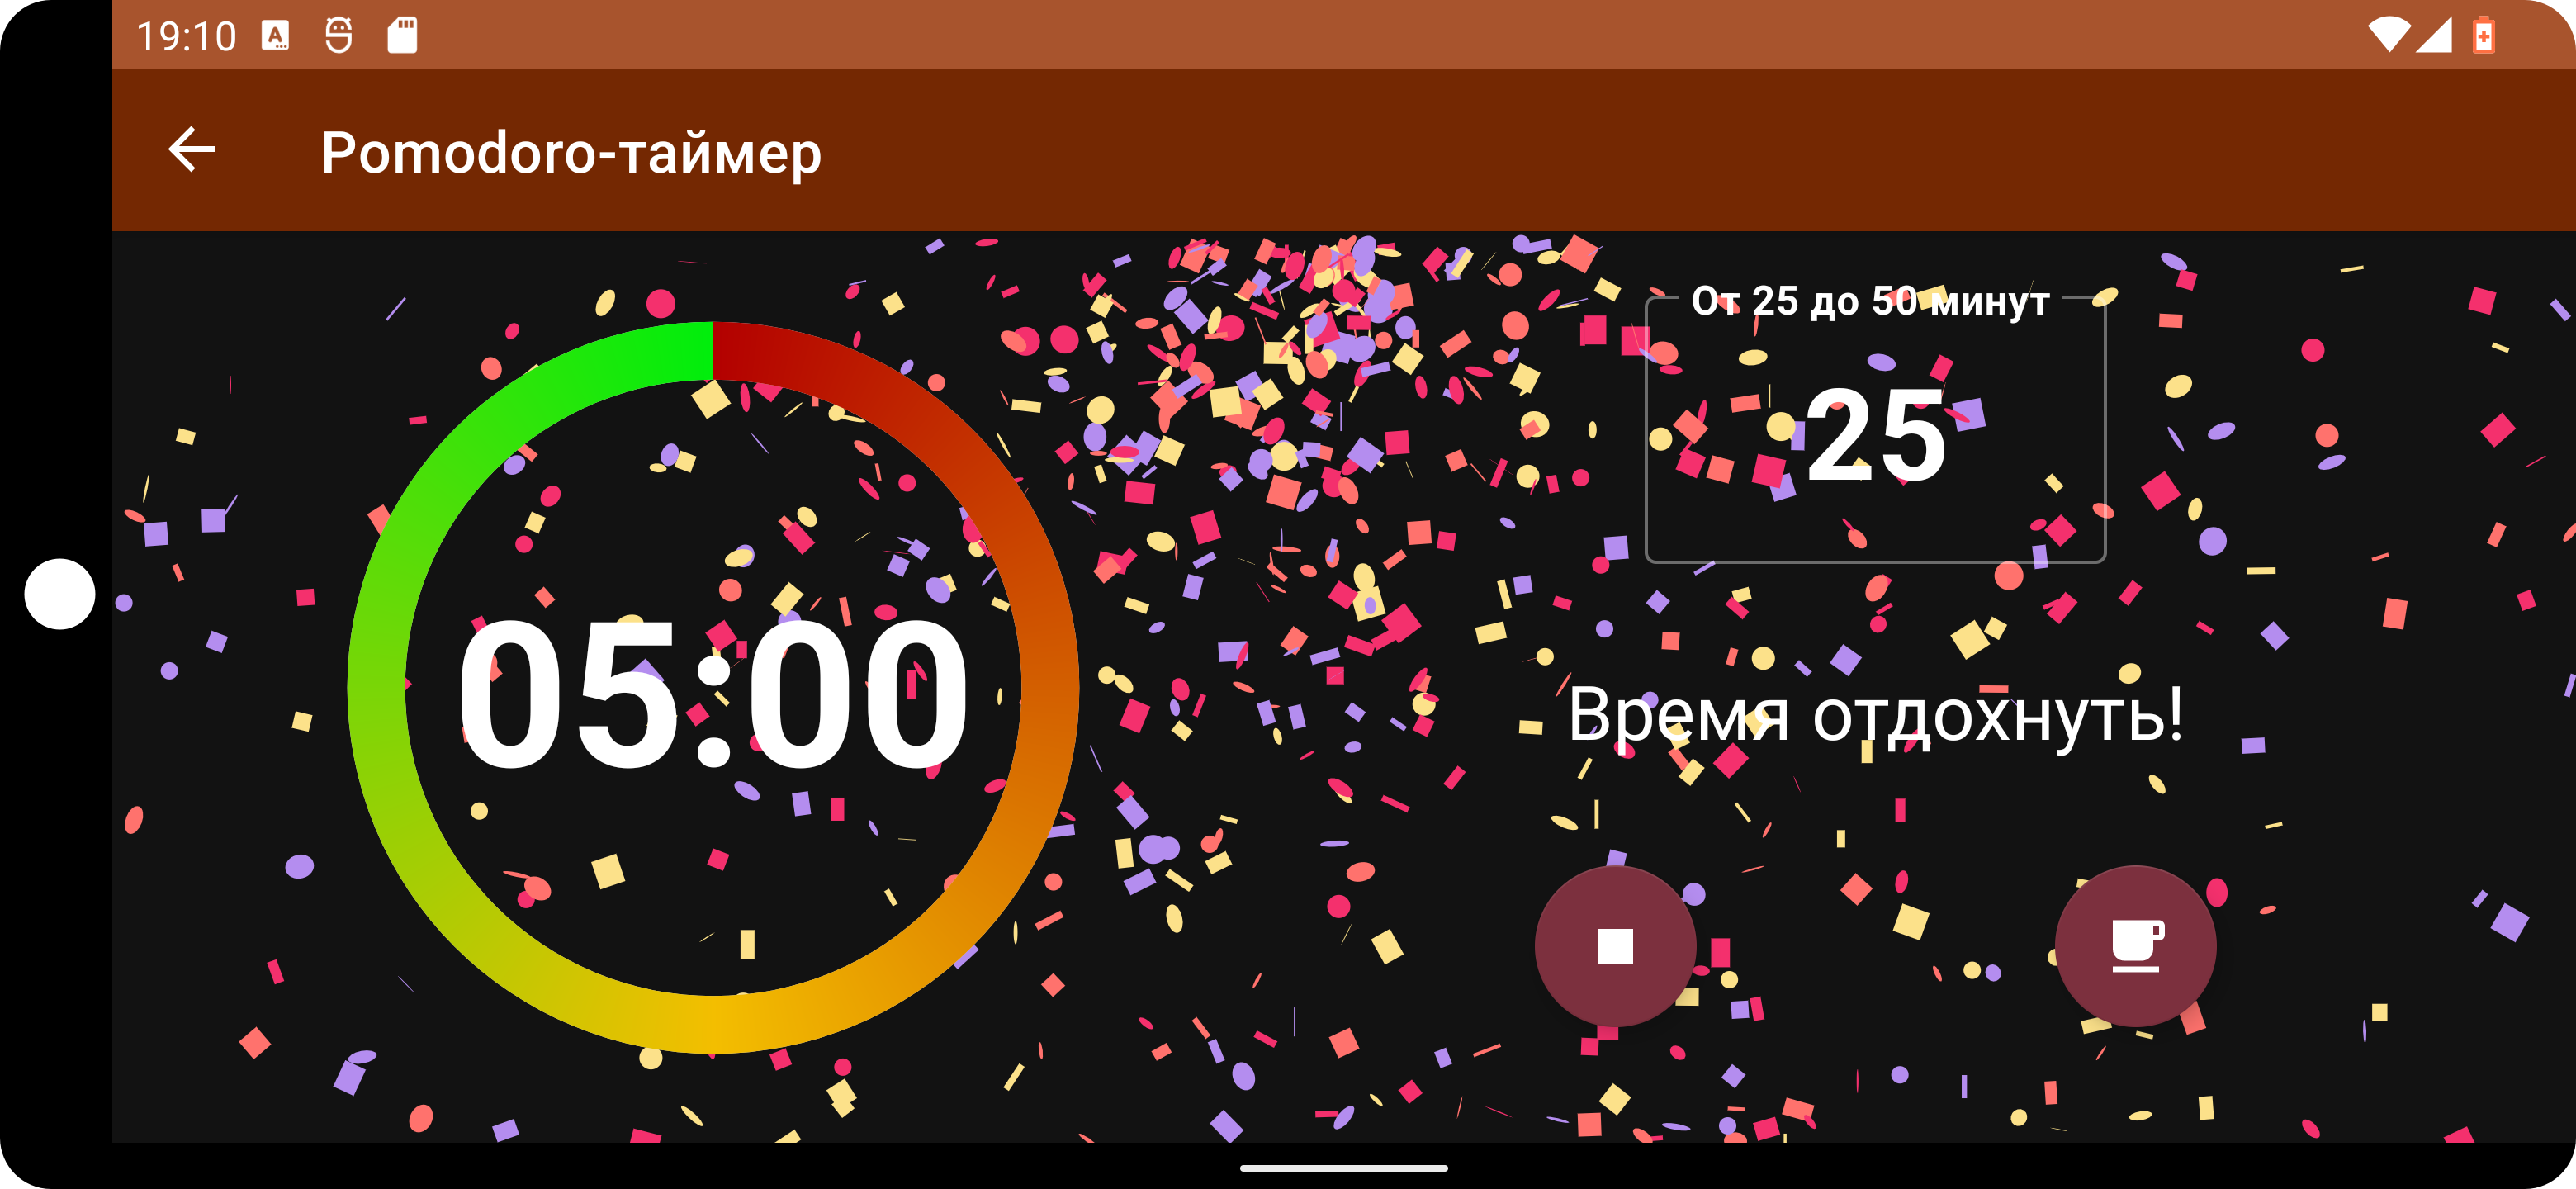 19:10
Pomodoro-таймер
От 25 до 50 минут
25
05:00
Время отдохнуть!